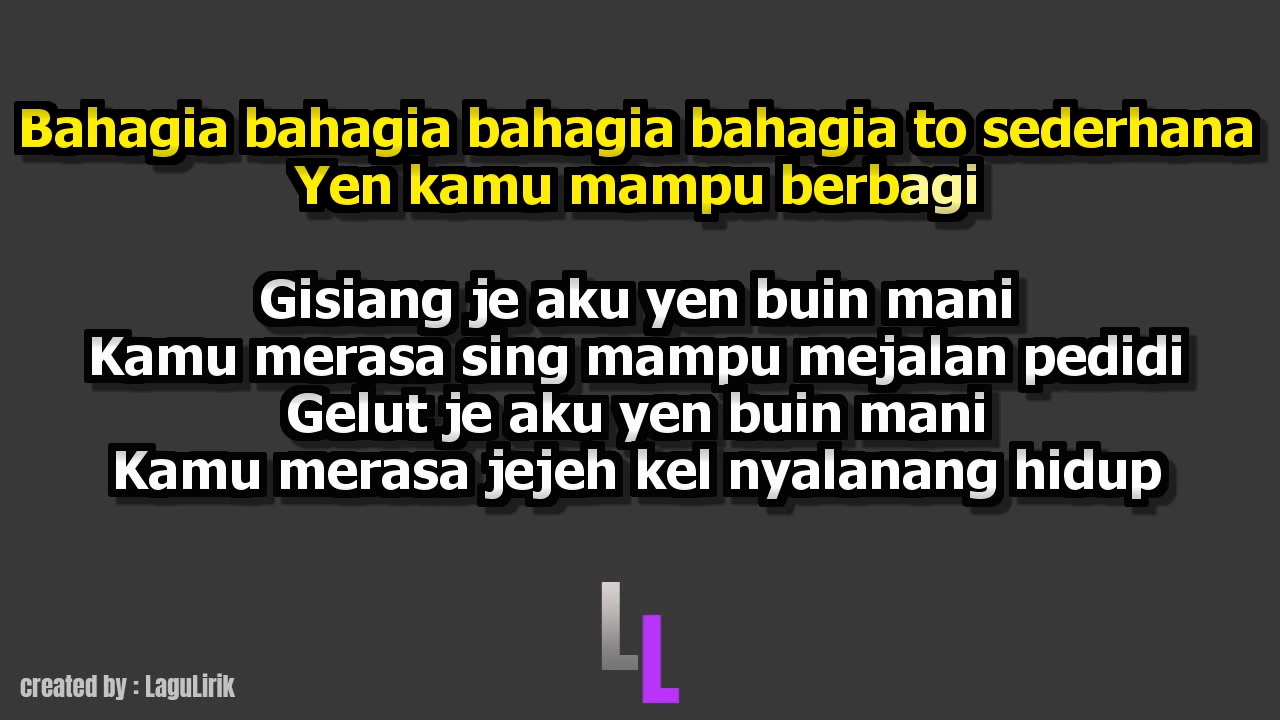 Bahagia bahagia bahagia bahagia to sederhana
Yen kamu mampu berbagi
Gisiang je aku yen buin mani
Kamu merasa sing mampu mejalan pedidi
Gelut je aku yen buin mani
Kamu merasa jejeh kel nyalanang hidup
LL
created by : LaguLirik